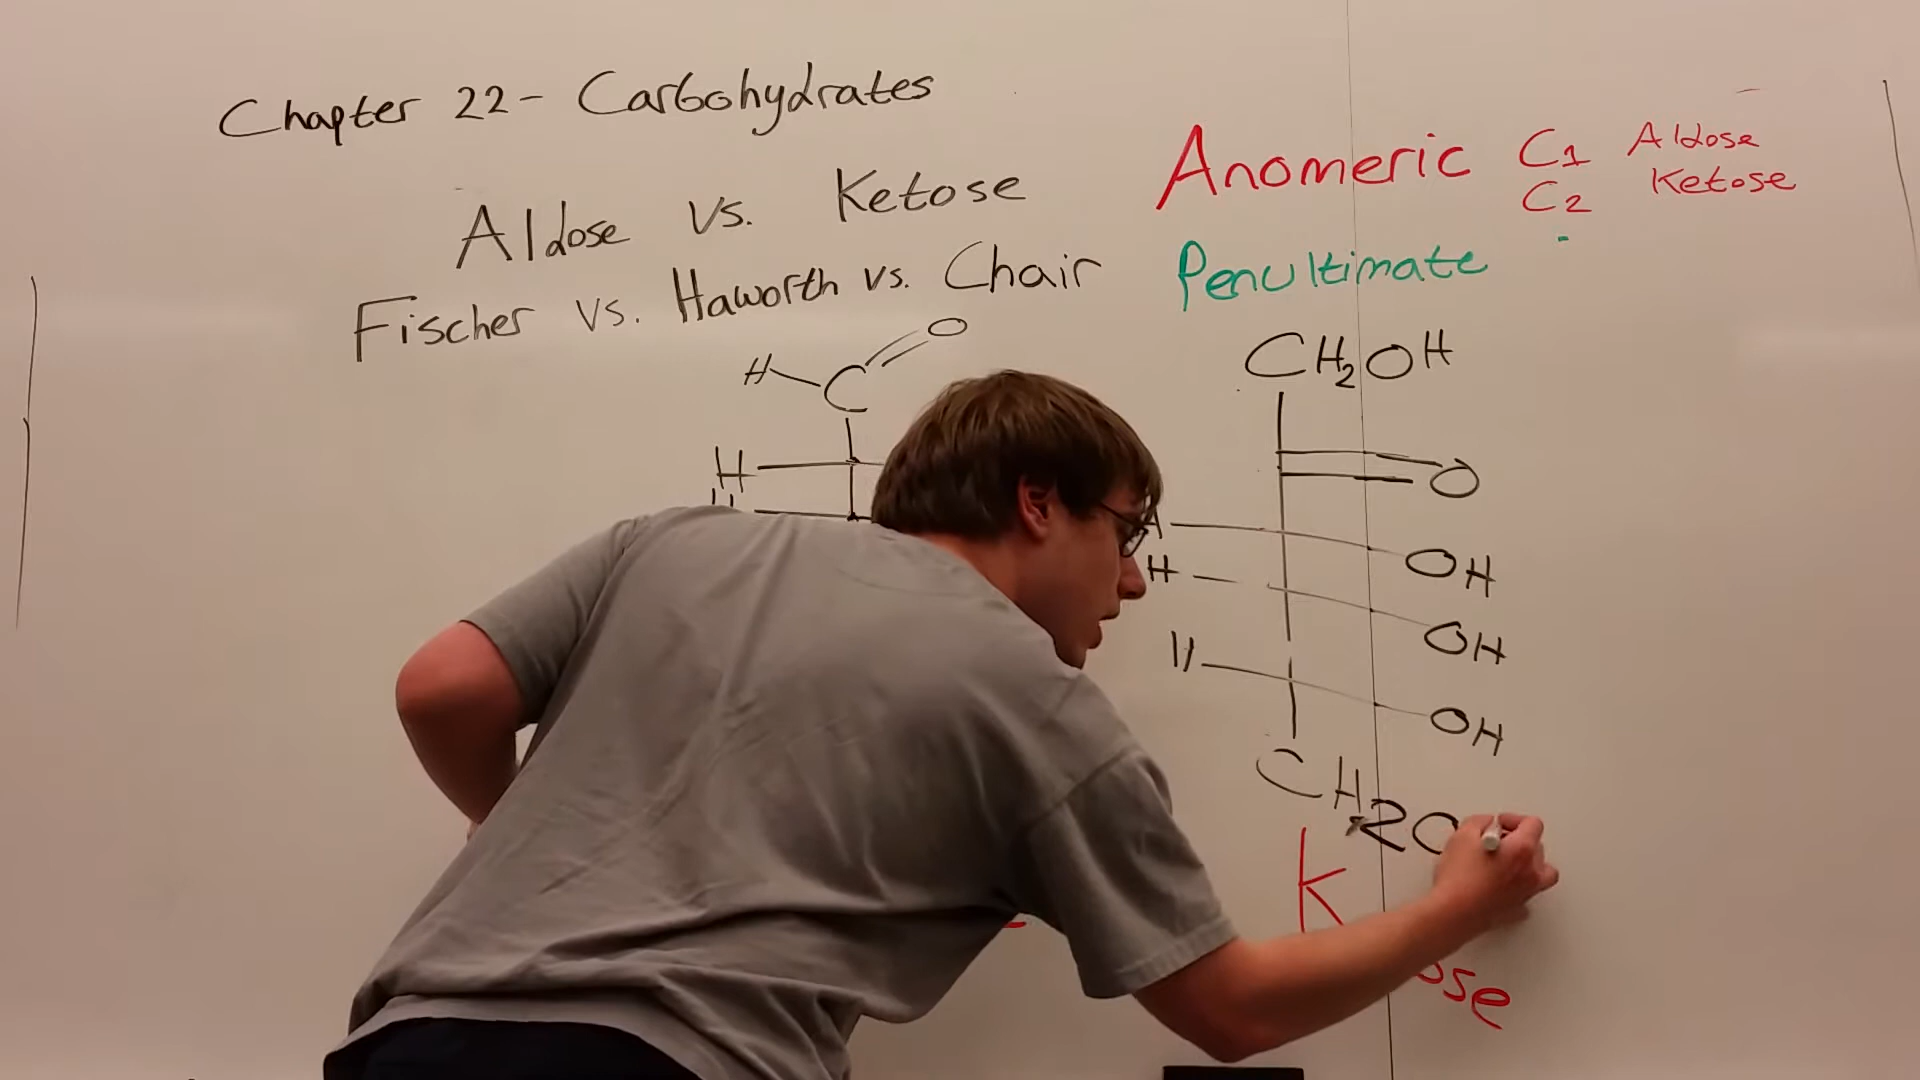 Chapter 22- Carbohydrates
Aldose vs. Ketose
Fischer vs. Haworth vs. Chair
Anomeric C1 Aldose
C2 Ketose
Penultimate
H C O
H
CH2OH
O
OH
H OH
H OH
CH2O
K
ose